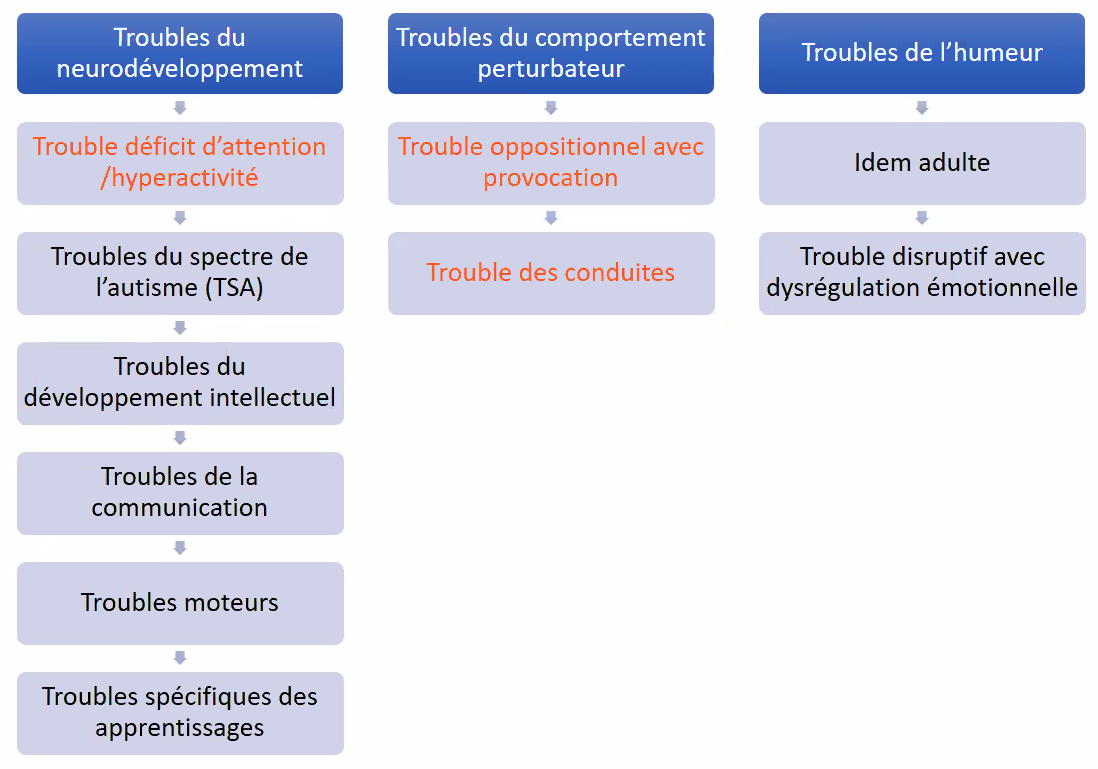 Troubles du
neurodéveloppement
Trouble déficit d’attention
/hyperactivité
Troubles du spectre de
l’autisme (TSA)
Troubles du
développement intellectuel
Troubles de la
communication
Troubles moteurs
Troubles spécifiques des
apprentissages
Troubles du comportement
perturbateur
Trouble oppositionnel avec
provocation
Trouble des conduites
Troubles de l’humeur
Idem adulte
Trouble disruptif avec
dysrégulation émotionnelle